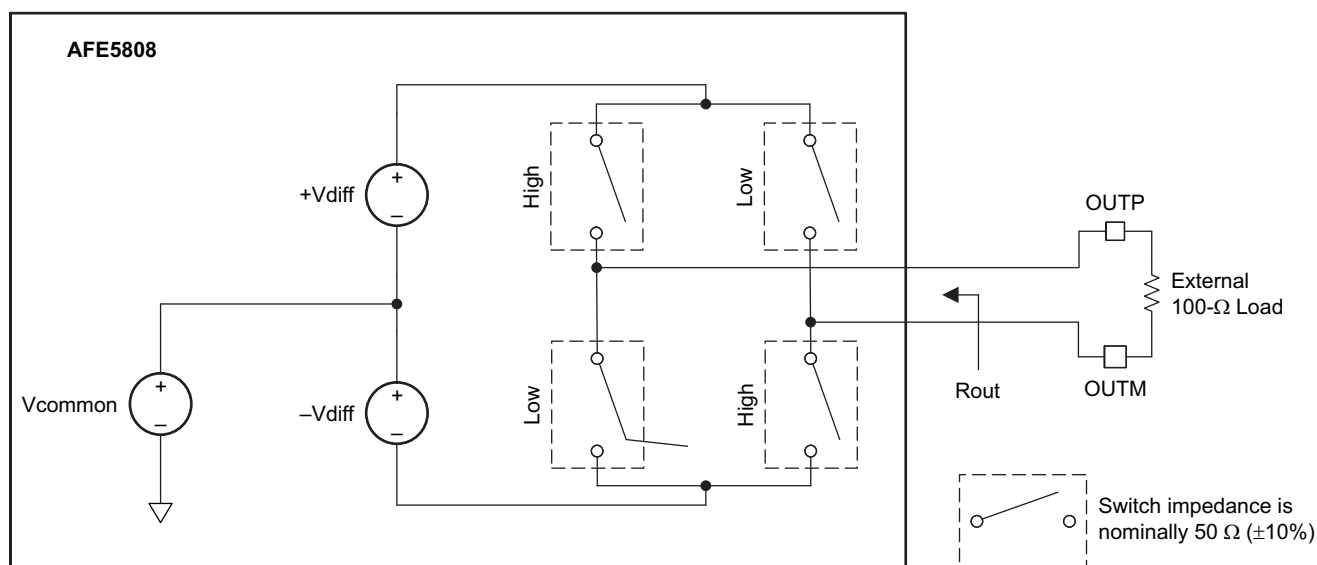 AFE5808
+Vdiff
High
Low
OUTP
External
100-Ω Load
Rout
OUTM
Vcommon
–Vdiff
Low
High
Switch impedance is
nominally 50 Ω (±10%)
+
–
+
–
+
–